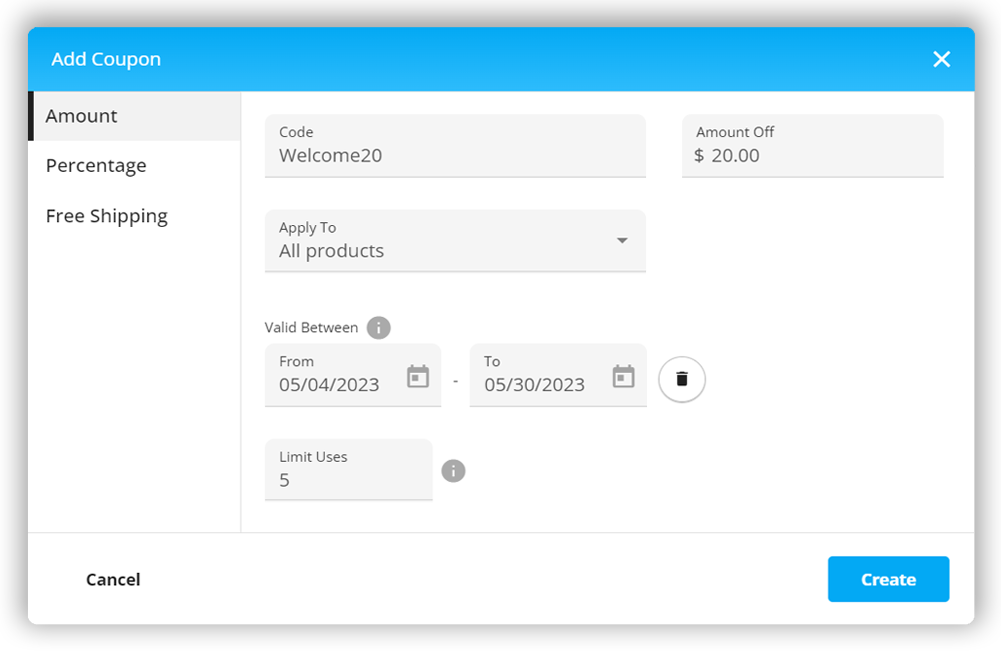 Add Coupon
Amount
Percentage
Free Shipping
Code
Welcome20
Amount Off
$ 20.00
Apply To
All products
Valid Between
From
05/04/2023
-
To
05/30/2023
Limit Uses
5
Cancel
Create